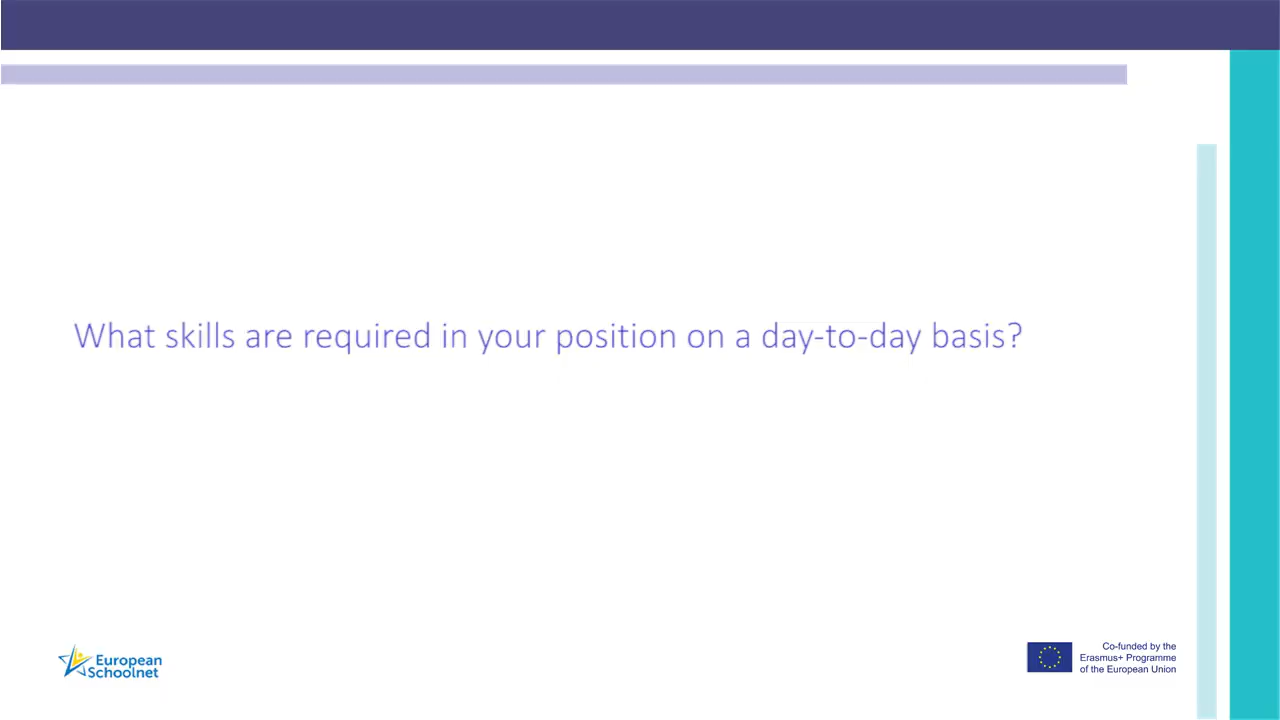 What skills are required in your position on a day-to-day basis?
European
Schoolnet
Co-funded by the
Erasmus+ Programme
of the European Union